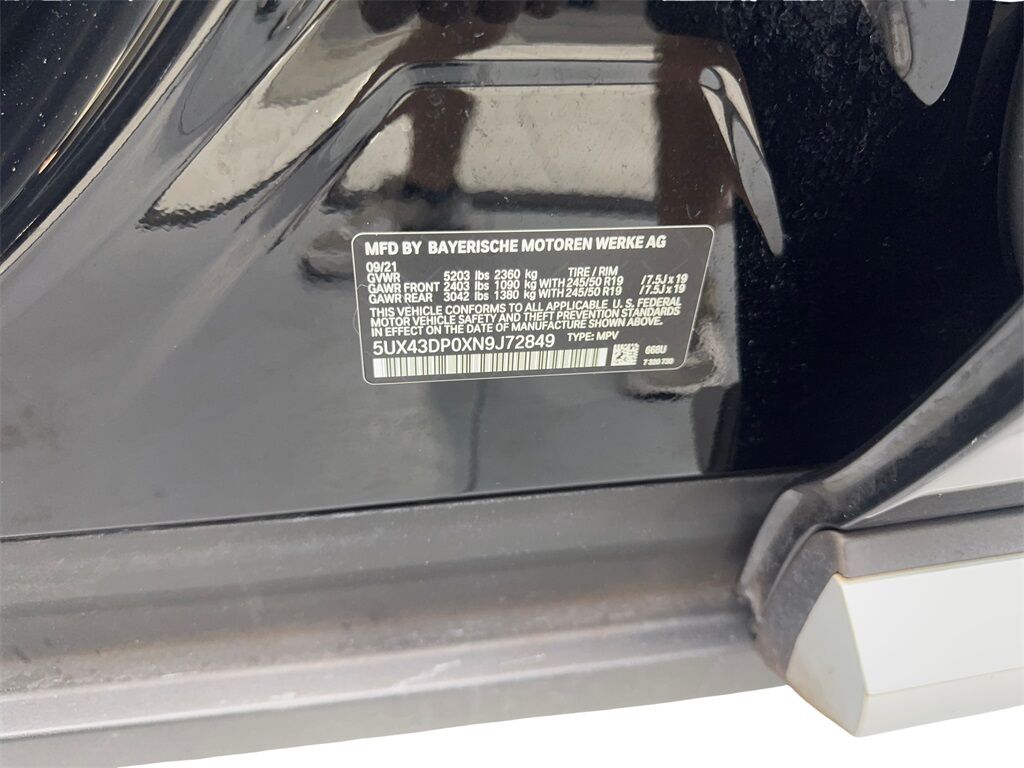 MFD BY BAYERISCHE MOTOREN WERKE AG
09/21
GVWR 5203 lbs 2360 kg TIRE / RIM
GAWR FRONT 2403 lbs 1090 kg WITH 245/50 R19 / 7.5J x 19
GAWR REAR 3042 lbs 1380 kg WITH 245/50 R19 / 7.5J x 19
THIS VEHICLE CONFORMS TO ALL APPLICABLE U. S. FEDERAL
MOTOR VEHICLE SAFETY AND THEFT PREVENTION STANDARDS
IN EFFECT ON THE DATE OF MANUFACTURE SHOWN ABOVE.
5UX43DP0XN9J72849 TYPE: MPV
668U
7 320 730